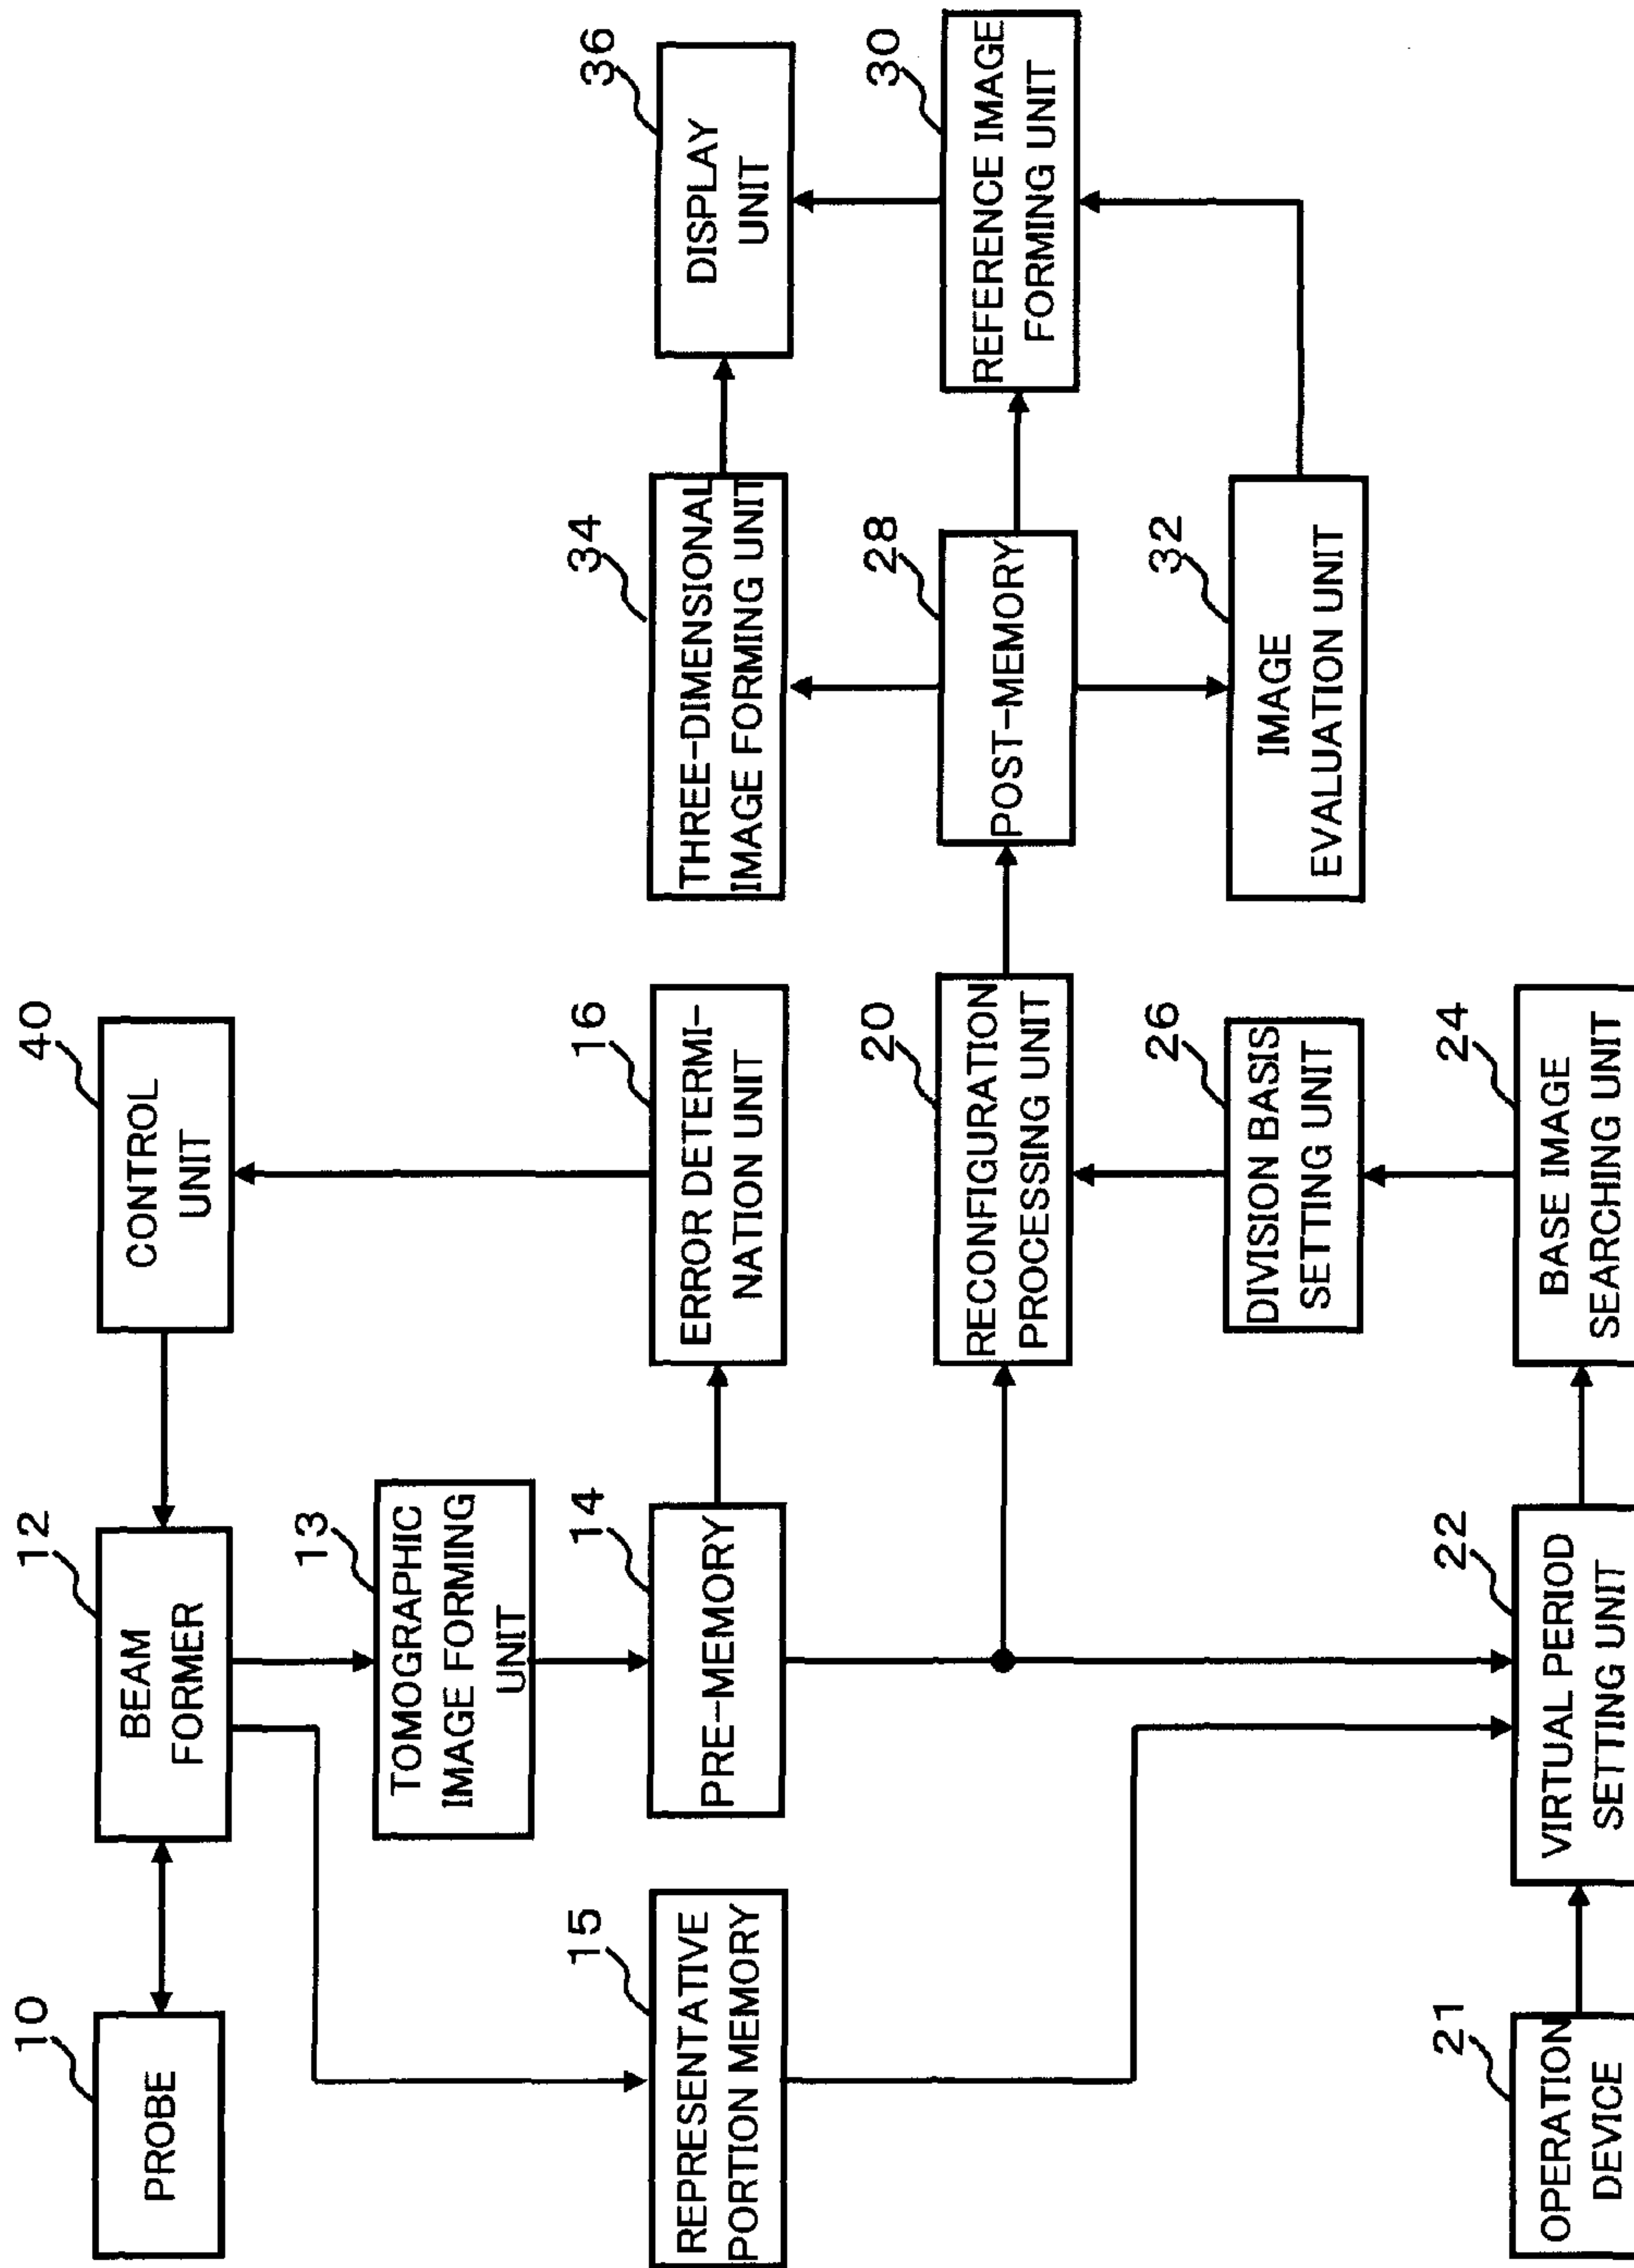 10
PROBE
12
BEAM
FORMER
40
CONTROL
UNIT
13
TOMOGRAPHIC
IMAGE FORMING
UNIT
15
REPRESENTATIVE
PORTION MEMORY
14
PRE-MEMORY
16
ERROR DETERMI-
NATION UNIT
34
THREE-DIMENSIONAL
IMAGE FORMING UNIT
36
DISPLAY
UNIT
20
RECONFIGURATION
PROCESSING UNIT
28
POST-MEMORY
30
REFERENCE IMAGE
FORMING UNIT
26
DIVISION BASIS
SETTING UNIT
32
IMAGE
EVALUATION UNIT
21
OPERATION
DEVICE
22
VIRTUAL PERIOD
SETTING UNIT
24
BASE IMAGE
SEARCHING UNIT